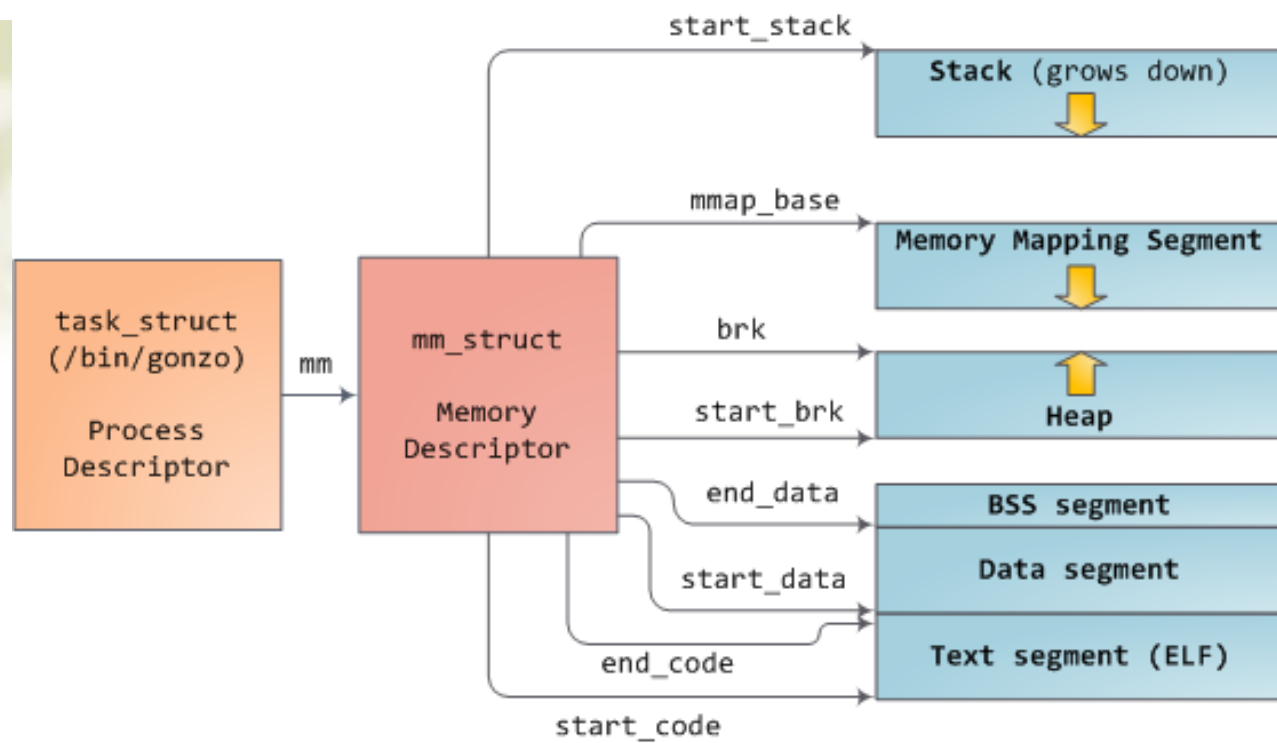 start_stack
Stack (grows down)
mmap_base
Memory Mapping Segment
task_struct
(/bin/gonzo)
Process
Descriptor
mm
mm_struct
Memory
Descriptor
brk
start_brk
Heap
end_data
BSS segment
start_data
Data segment
end_code
Text segment (ELF)
start_code